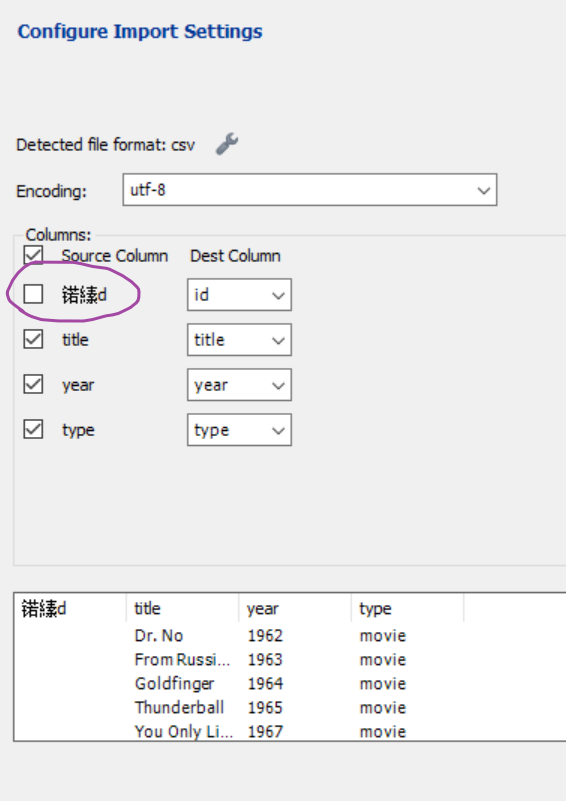 Configure Import Settings
Detected file format: csv
Encoding: utf-8
Columns:
Source Column Dest Column
锘縤d id
title title
year year
type type
锘縤d title year type
Dr. No 1962 movie
From Russi... 1963 movie
Goldfinger 1964 movie
Thunderball 1965 movie
You Only Li... 1967 movie